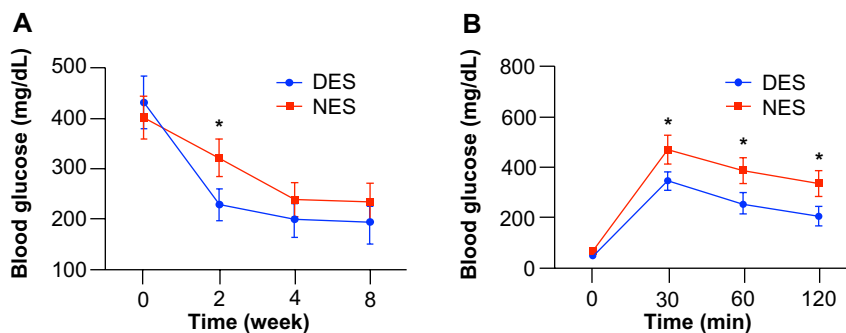 A
Blood glucose (mg/dL)
500
400
300
200
100
DES
NES
*
0
2
4
8
Time (week)
B
Blood glucose (mg/dL)
800
600
400
200
0
DES
NES
*
*
*
0
30
60
120
Time (min)